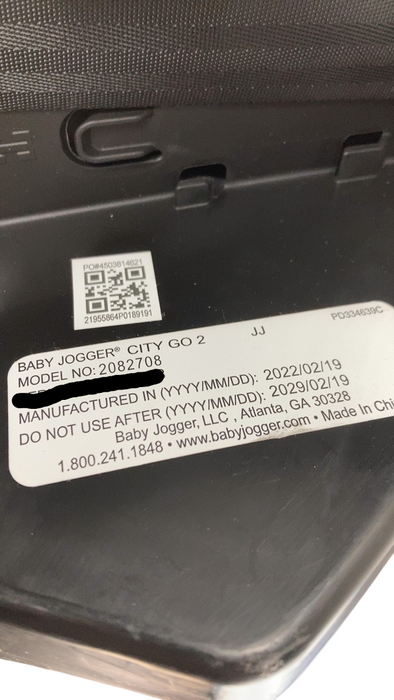 PO#4503814621
21955864P0189191
PD334639C
JJ
BABY JOGGER® CITY GO 2
MODEL NO: 2082708
MANUFACTURED IN (YYYY/MM/DD): 2022/02/19
DO NOT USE AFTER (YYYY/MM/DD): 2029/02/19
Baby Jogger, LLC , Atlanta, GA 30328
1.800.241.1848 • www.babyjogger.com • Made In Chi